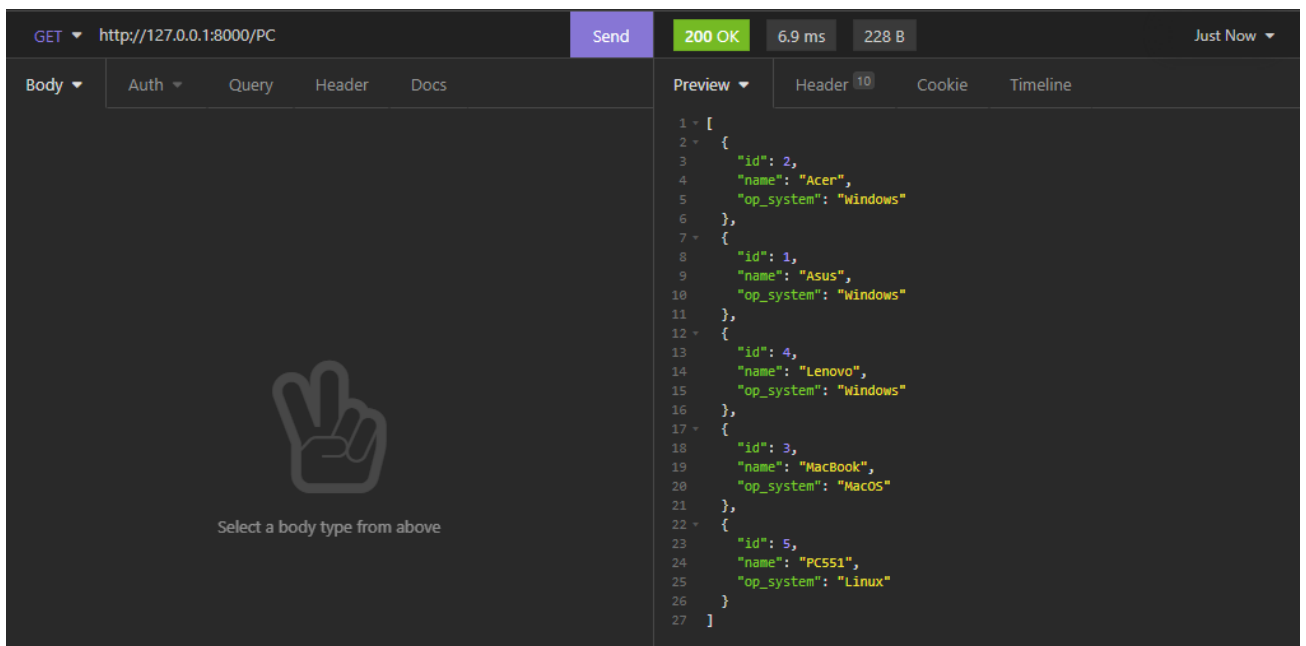 GET http://127.0.0.1:8000/PC Send 200 OK 6.9 ms 228 B Just Now
Body Auth Query Header Docs Preview Header 10 Cookie Timeline
1 [
2 {
3 "id": 2,
4 "name": "Acer",
5 "op_system": "Windows"
6 },
7 {
8 "id": 1,
9 "name": "Asus",
10 "op_system": "Windows"
11 },
12 {
13 "id": 4,
14 "name": "Lenovo",
15 "op_system": "Windows"
16 },
17 {
18 "id": 3,
19 "name": "MacBook",
20 "op_system": "MacOS"
21 },
22 {
23 "id": 5,
24 "name": "PC551",
25 "op_system": "Linux"
26 }
27 ]
Select a body type from above